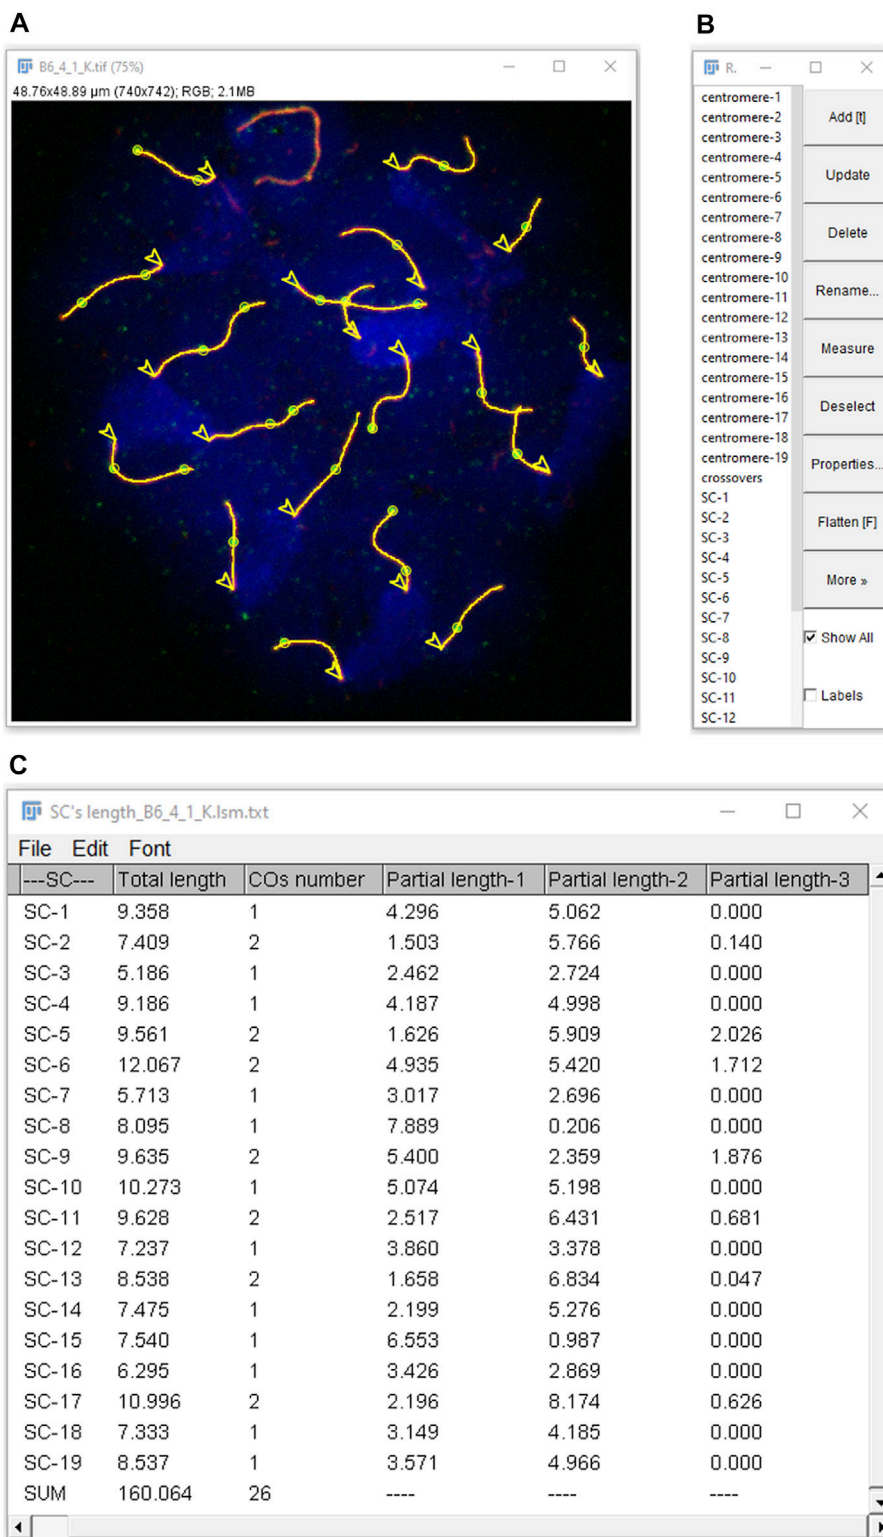 A
B6_4_1_K.tif (75%)
48.76x48.89 µm (740x742); RGB; 2.1MB
B
R.
centromere-1
centromere-2
centromere-3
centromere-4
centromere-5
centromere-6
centromere-7
centromere-8
centromere-9
centromere-10
centromere-11
centromere-12
centromere-13
centromere-14
centromere-15
centromere-16
centromere-17
centromere-18
centromere-19
crossovers
SC-1
SC-2
SC-3
SC-4
SC-5
SC-6
SC-7
SC-8
SC-9
SC-10
SC-11
SC-12
Add [t]
Update
Delete
Rename...
Measure
Deselect
Properties...
Flatten [F]
More »
Show All
Labels
C
SC's length_B6_4_1_K.lsm.txt
File Edit Font
---SC--- Total length COs number Partial length-1 Partial length-2 Partial length-3
SC-1 9.358 1 4.296 5.062 0.000
SC-2 7.409 2 1.503 5.766 0.140
SC-3 5.186 1 2.462 2.724 0.000
SC-4 9.186 1 4.187 4.998 0.000
SC-5 9.561 2 1.626 5.909 2.026
SC-6 12.067 2 4.935 5.420 1.712
SC-7 5.713 1 3.017 2.696 0.000
SC-8 8.095 1 7.889 0.206 0.000
SC-9 9.635 2 5.400 2.359 1.876
SC-10 10.273 1 5.074 5.198 0.000
SC-11 9.628 2 2.517 6.431 0.681
SC-12 7.237 1 3.860 3.378 0.000
SC-13 8.538 2 1.658 6.834 0.047
SC-14 7.475 1 2.199 5.276 0.000
SC-15 7.540 1 6.553 0.987 0.000
SC-16 6.295 1 3.426 2.869 0.000
SC-17 10.996 2 2.196 8.174 0.626
SC-18 7.333 1 3.149 4.185 0.000
SC-19 8.537 1 3.571 4.966 0.000
SUM 160.064 26 ---- ---- ----